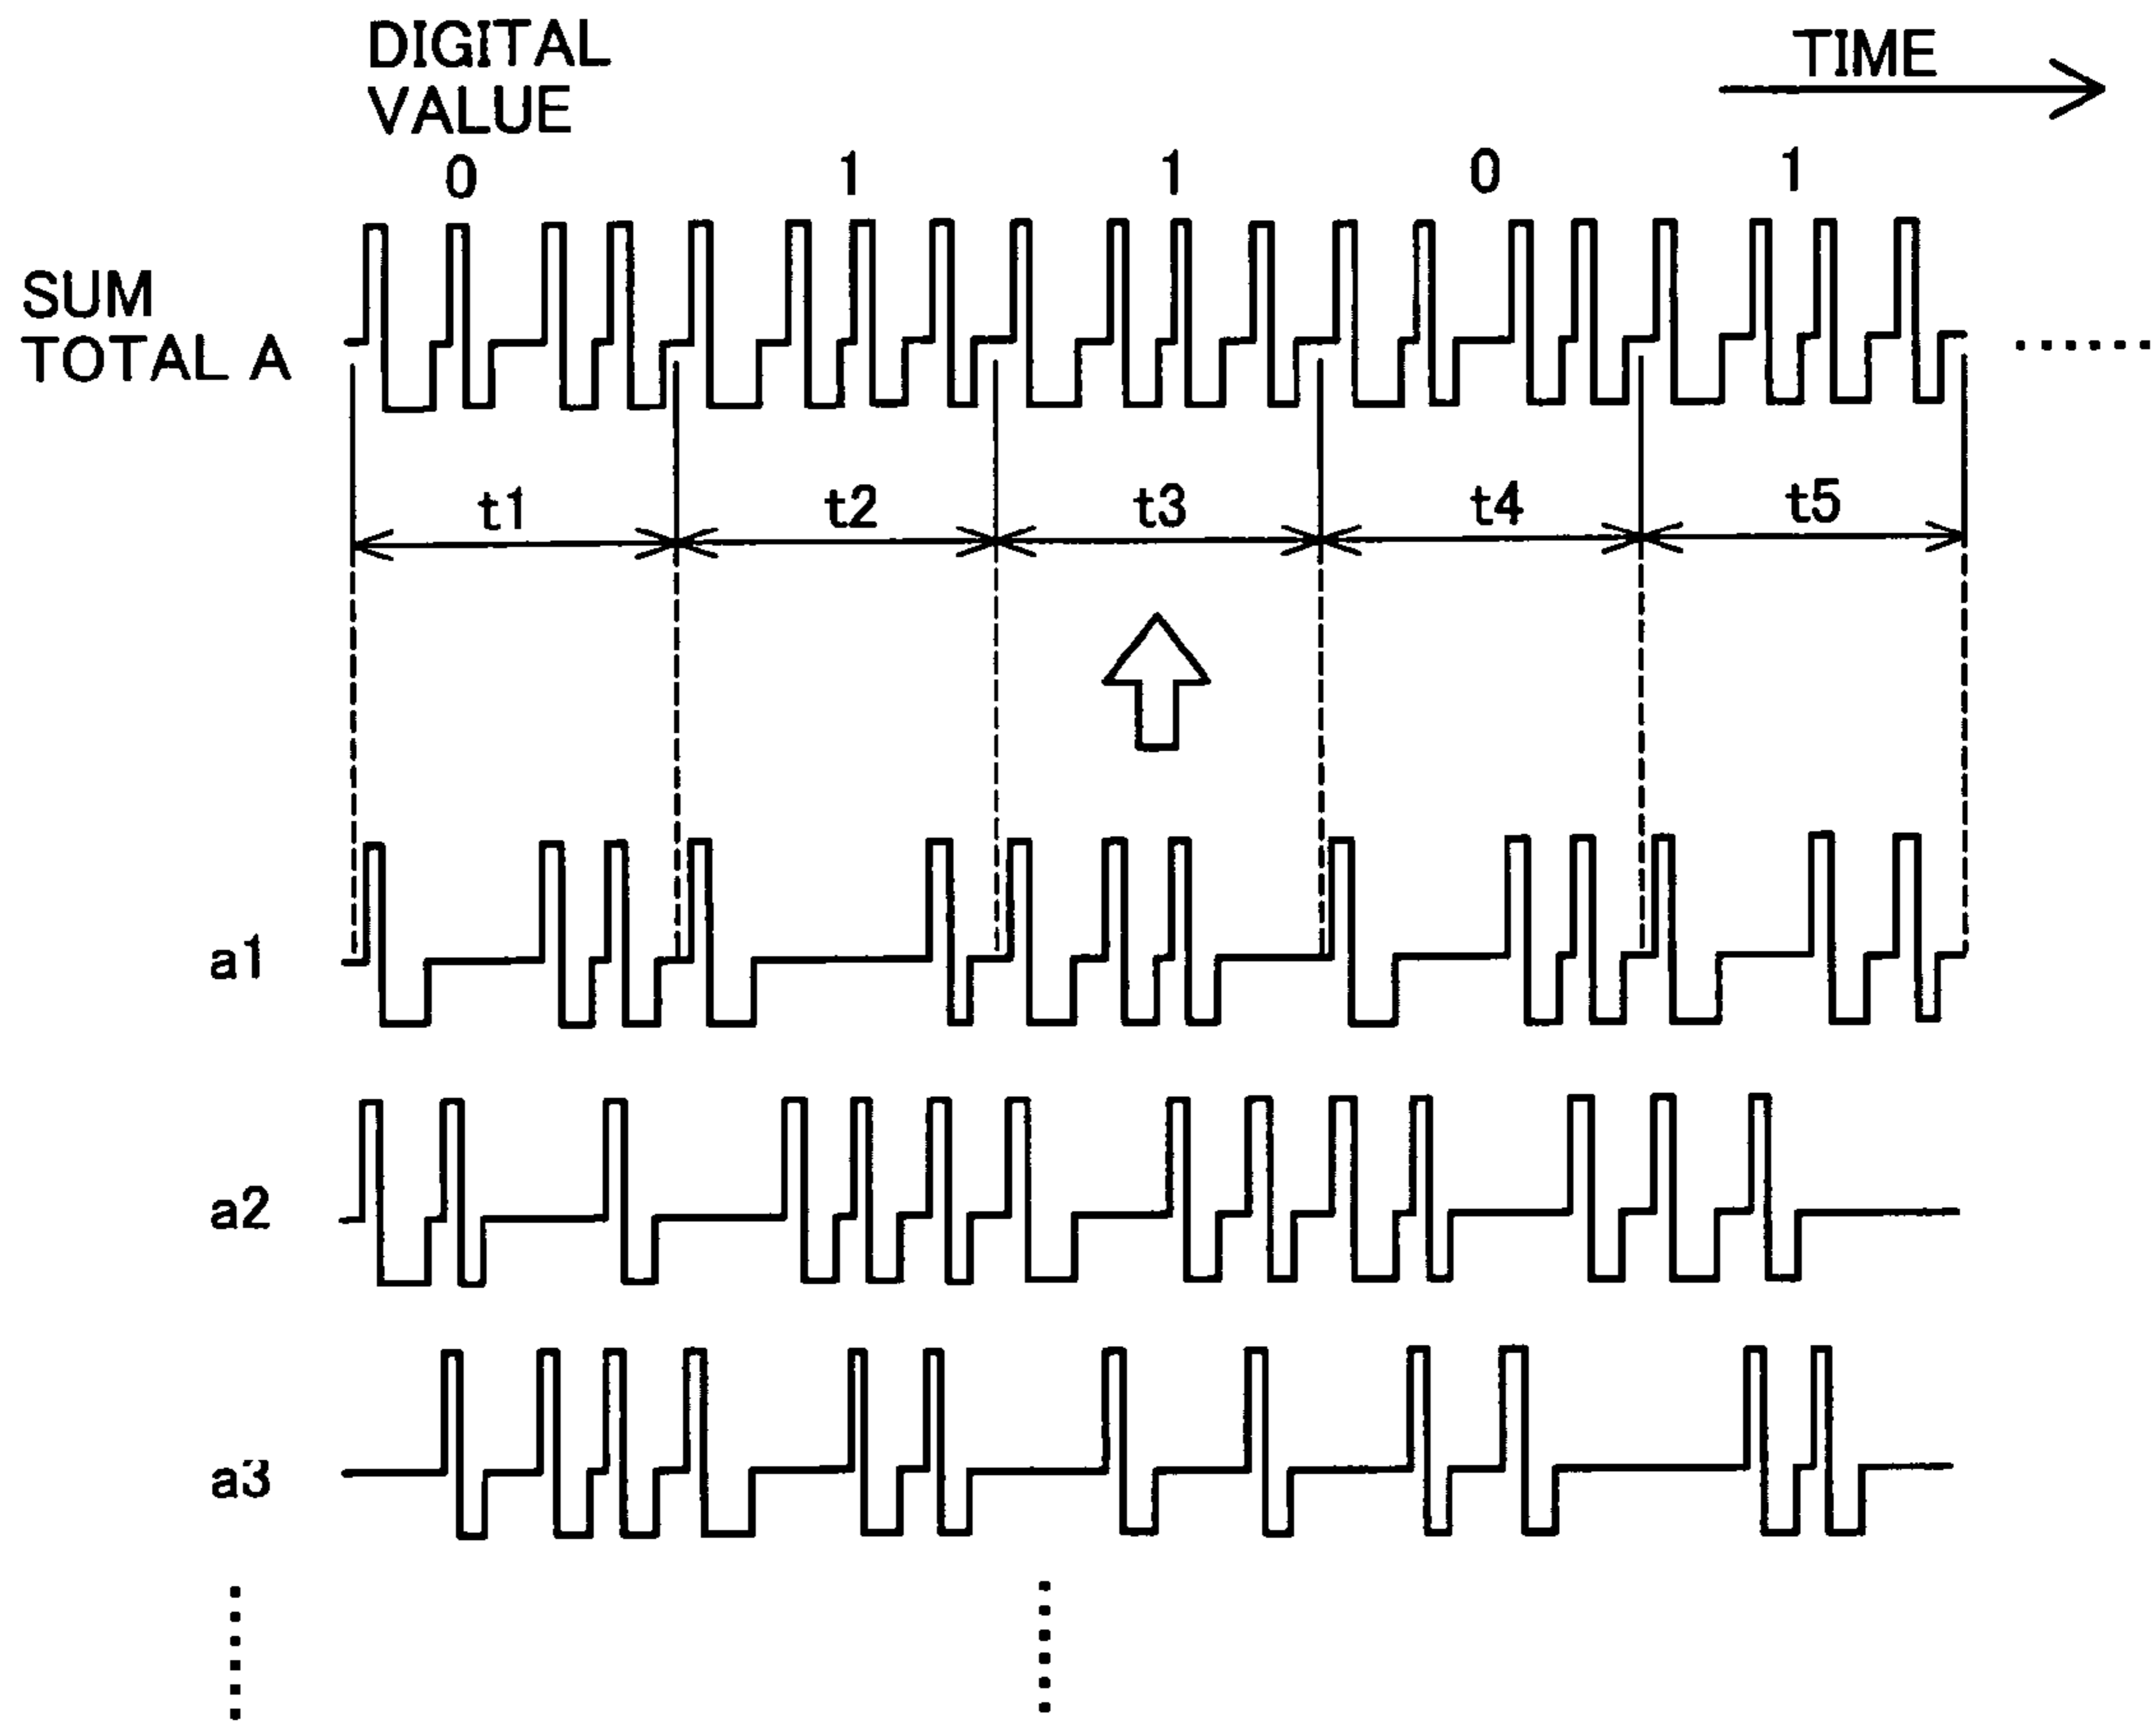 DIGITAL
VALUE
TIME
0 1 1 0 1
SUM
TOTAL A
t1 t2 t3 t4 t5
a1
a2
a3